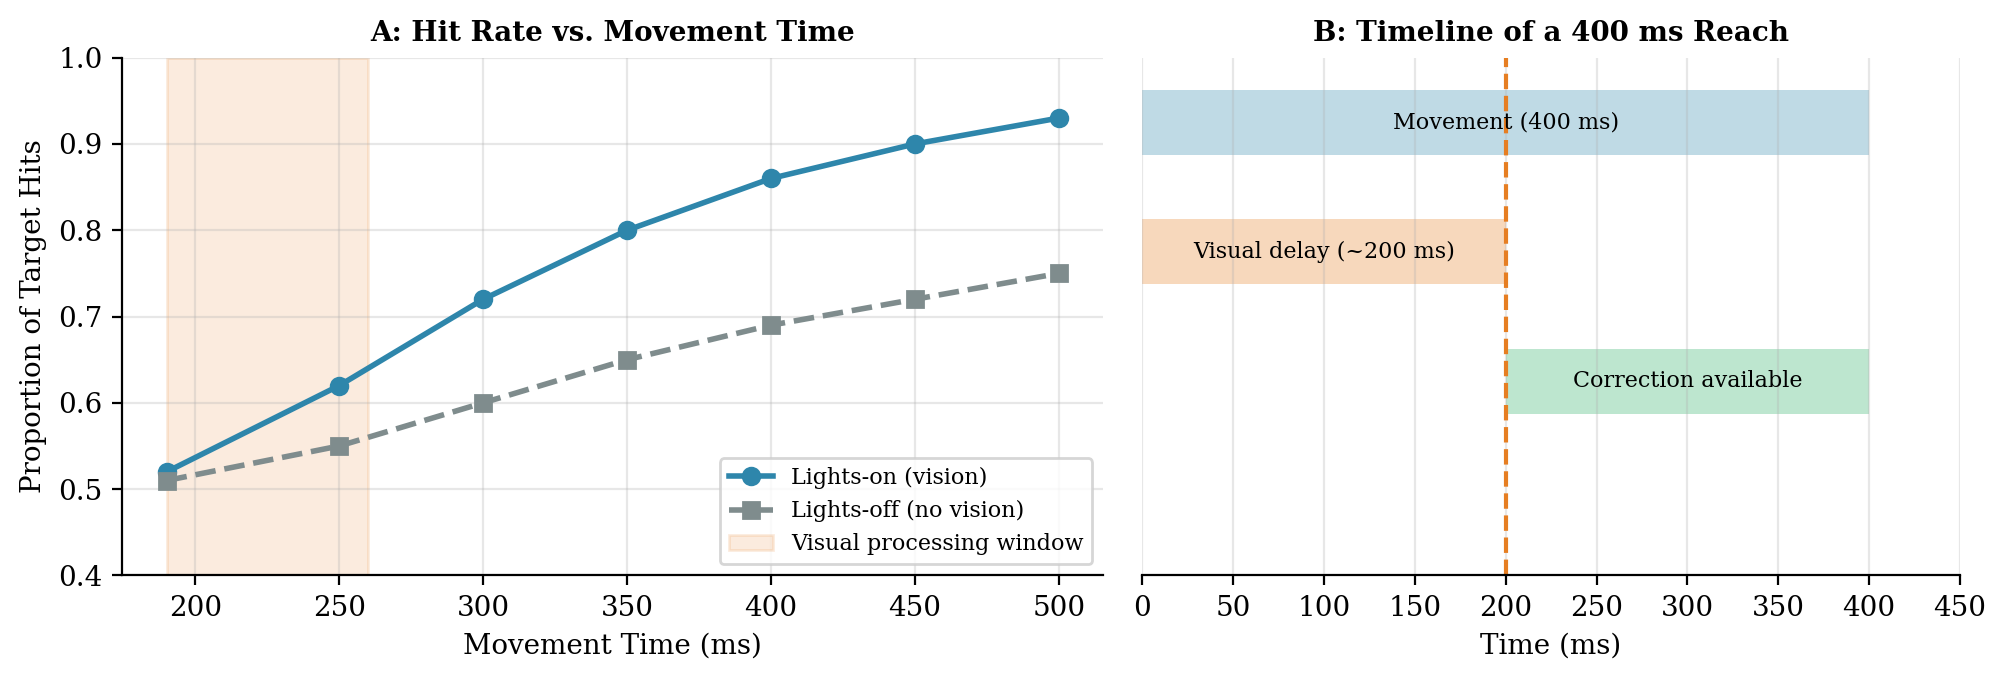 A: Hit Rate vs. Movement Time
Proportion of Target Hits
1.0
0.9
0.8
0.7
0.6
0.5
0.4
200 250 300 350 400 450 500
Movement Time (ms)
Lights-on (vision)
Lights-off (no vision)
Visual processing window
B: Timeline of a 400 ms Reach
Movement (400 ms)
Visual delay (~200 ms)
Correction available
0 50 100 150 200 250 300 350 400 450
Time (ms)